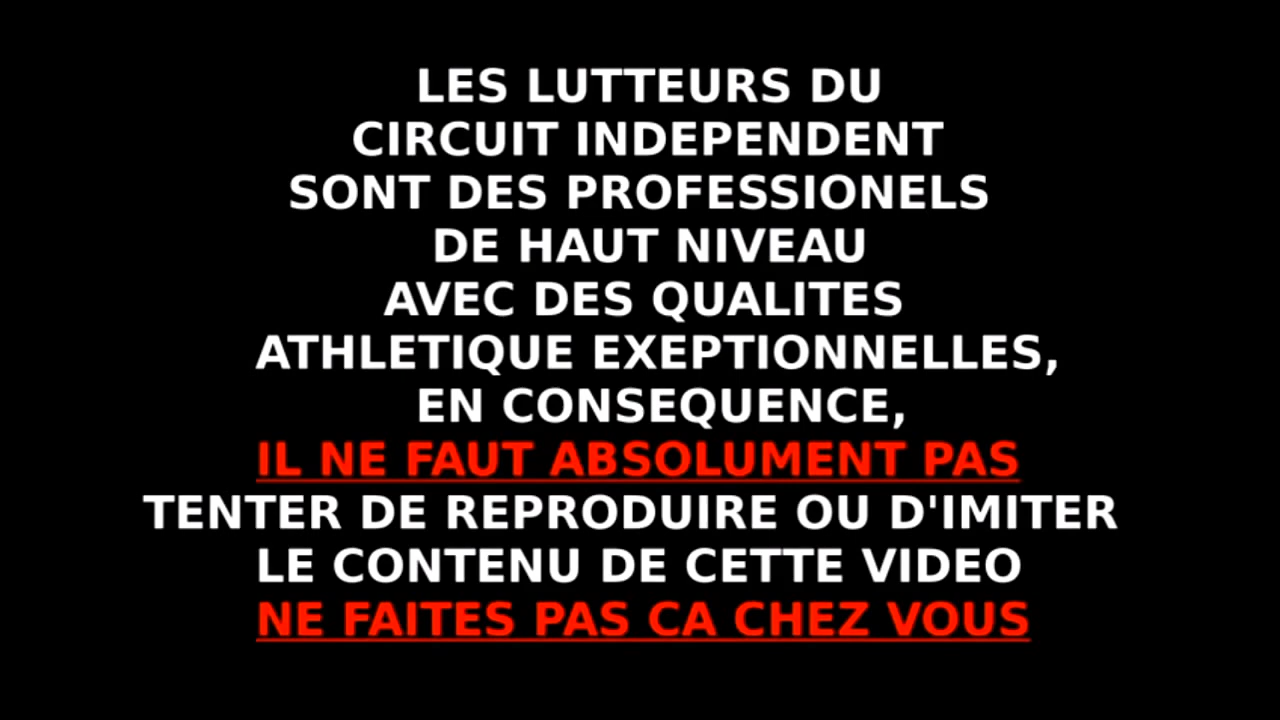 LES LUTTEURS DU
CIRCUIT INDEPENDENT
SONT DES PROFESSIONELS
DE HAUT NIVEAU
AVEC DES QUALITES
ATHLETIQUE EXEPTIONNELLES,
EN CONSEQUENCE,
IL NE FAUT ABSOLUMENT PAS
TENTER DE REPRODUIRE OU D'IMITER
LE CONTENU DE CETTE VIDEO
NE FAITES PAS CA CHEZ VOUS